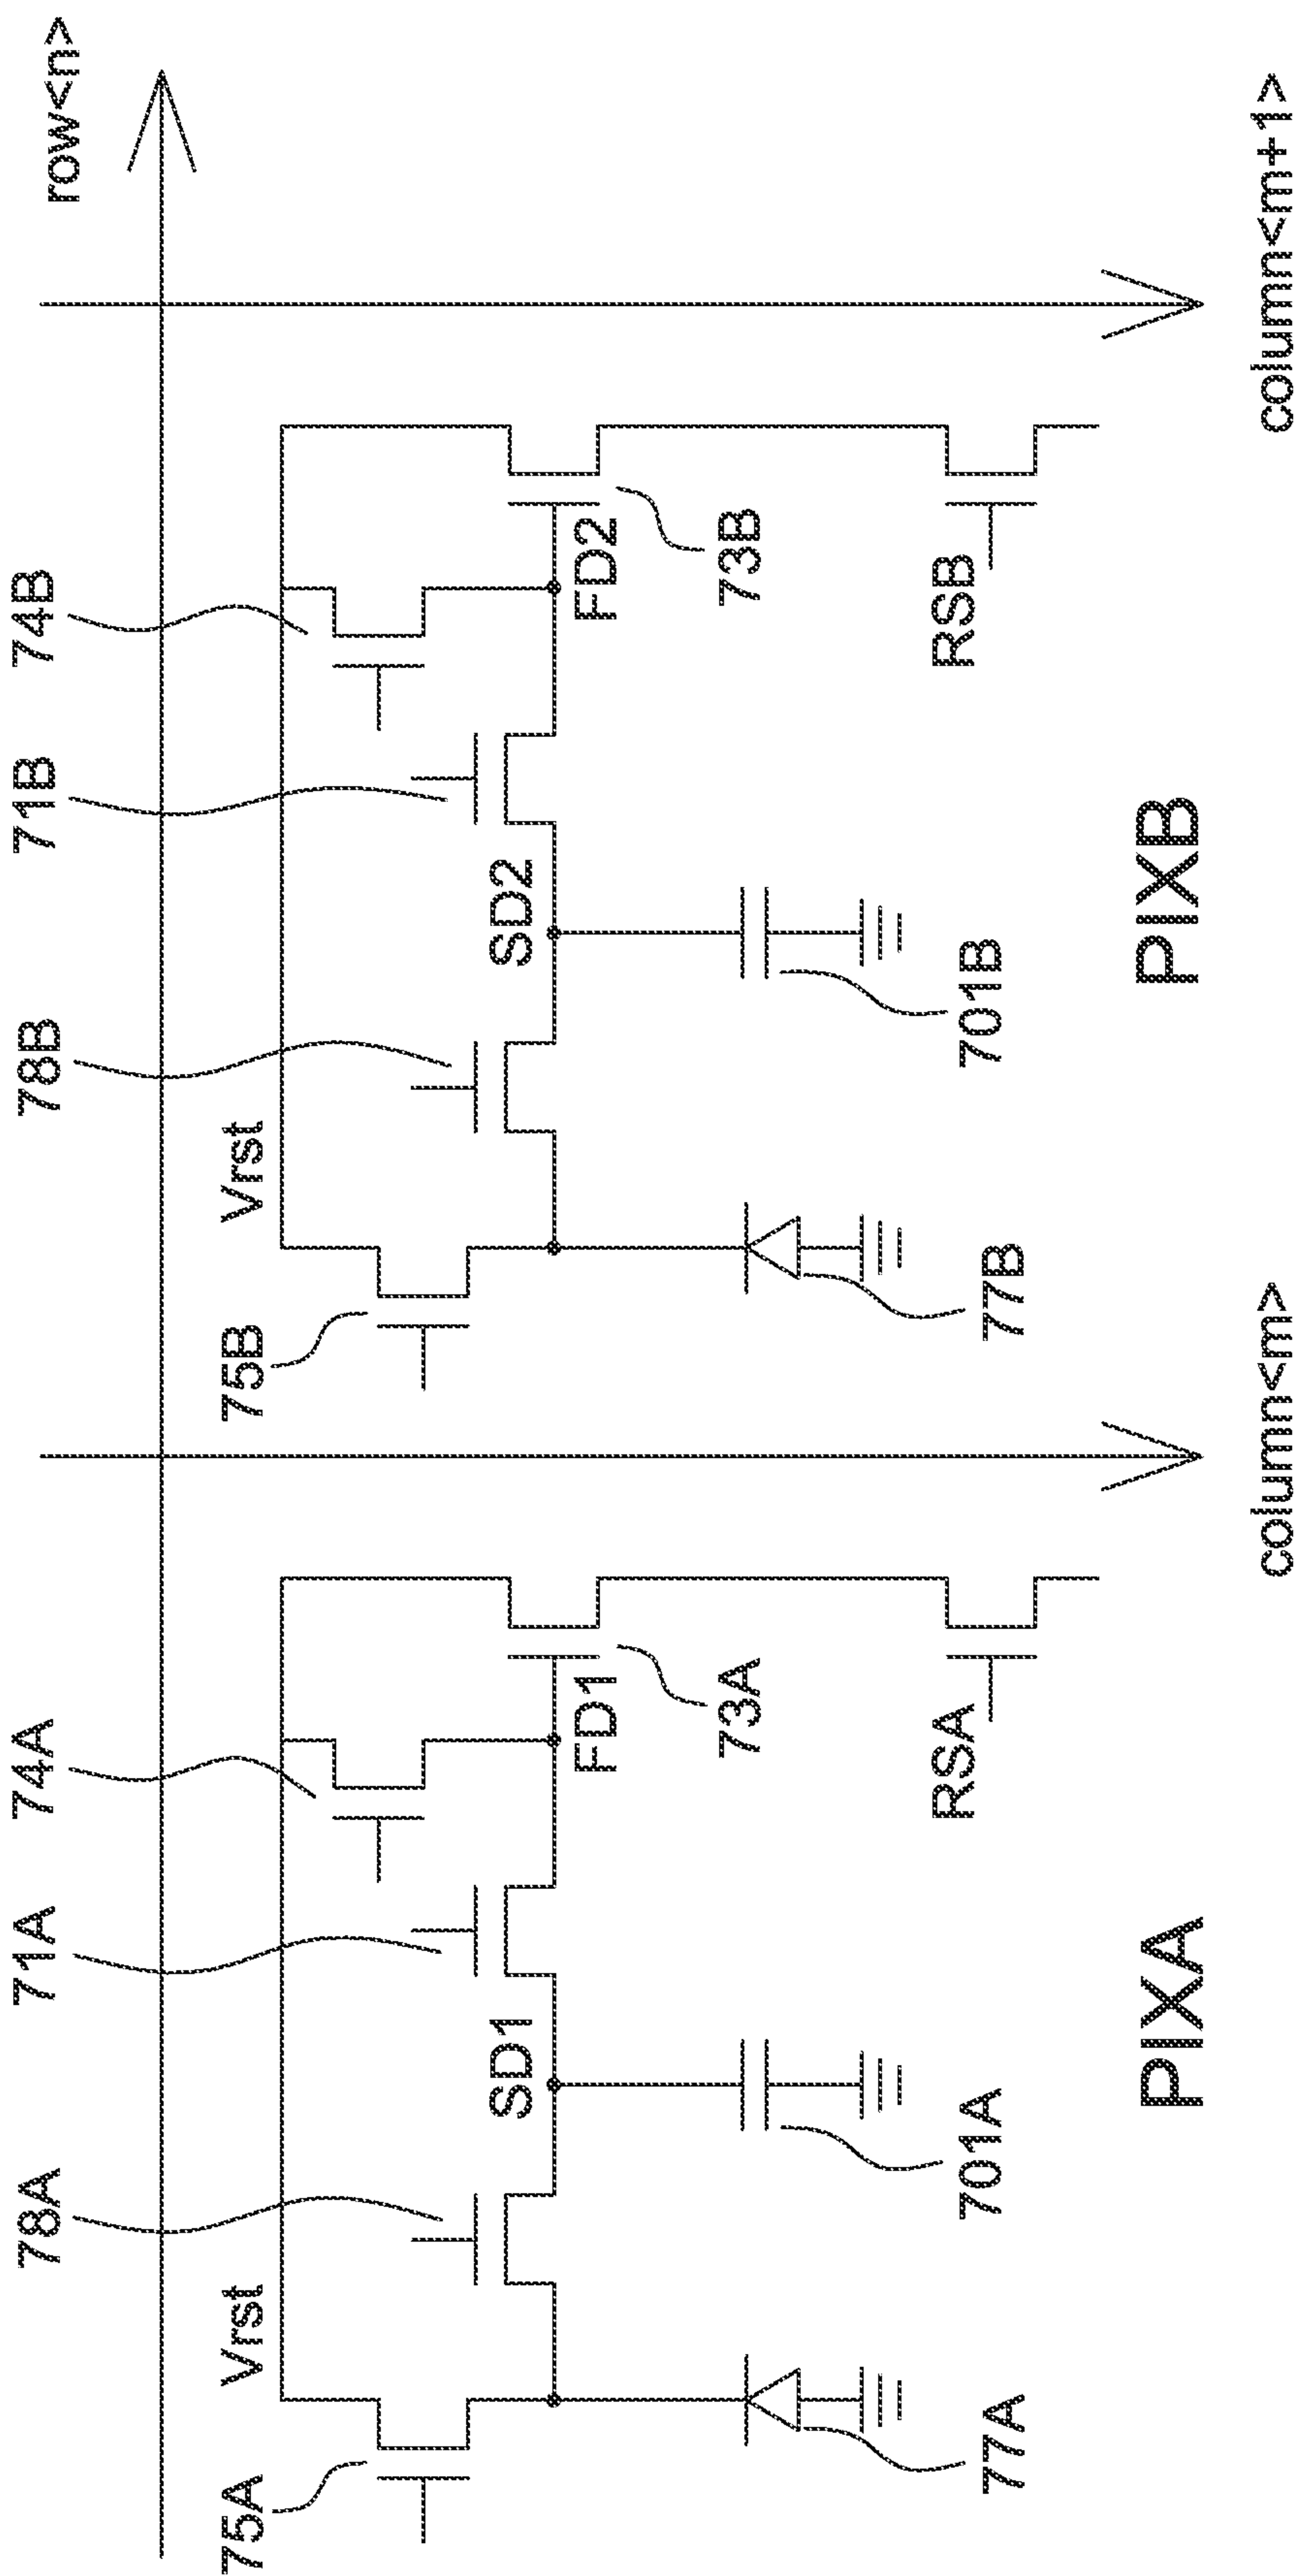 row<n>
78A
71A
74A
78B
71B
74B
75A
Vrst
75B
Vrst
SD1
SD2
FD1
FD2
73A
73B
77A
701A
RSA
77B
701B
RSB
PIXA
PIXB
column<m>
column<m+1>